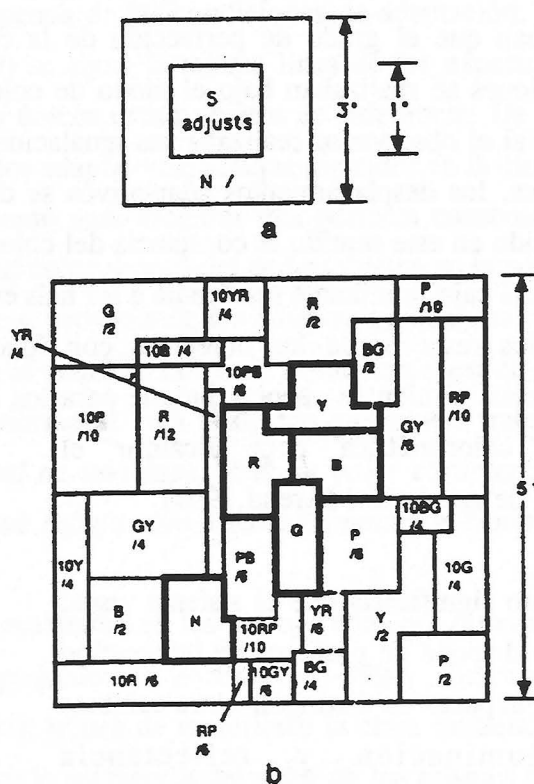 S
adjusts
N /
3°
1°
a
G
/2
10YR
/4
R
/2
P
/10
YR
/4
10B /4
10PB
/6
BG
/2
Y
10P
/10
R
/12
GY
/6
RP
/10
R
B
GY
/4
G
10BG
/4
PB
/6
P
/6
10Y
/4
10G
/4
B
/2
N
10RP
/10
YR
/6
Y
/2
10R /6
10GY
/6
BG
/4
P
/2
RP
/6
b